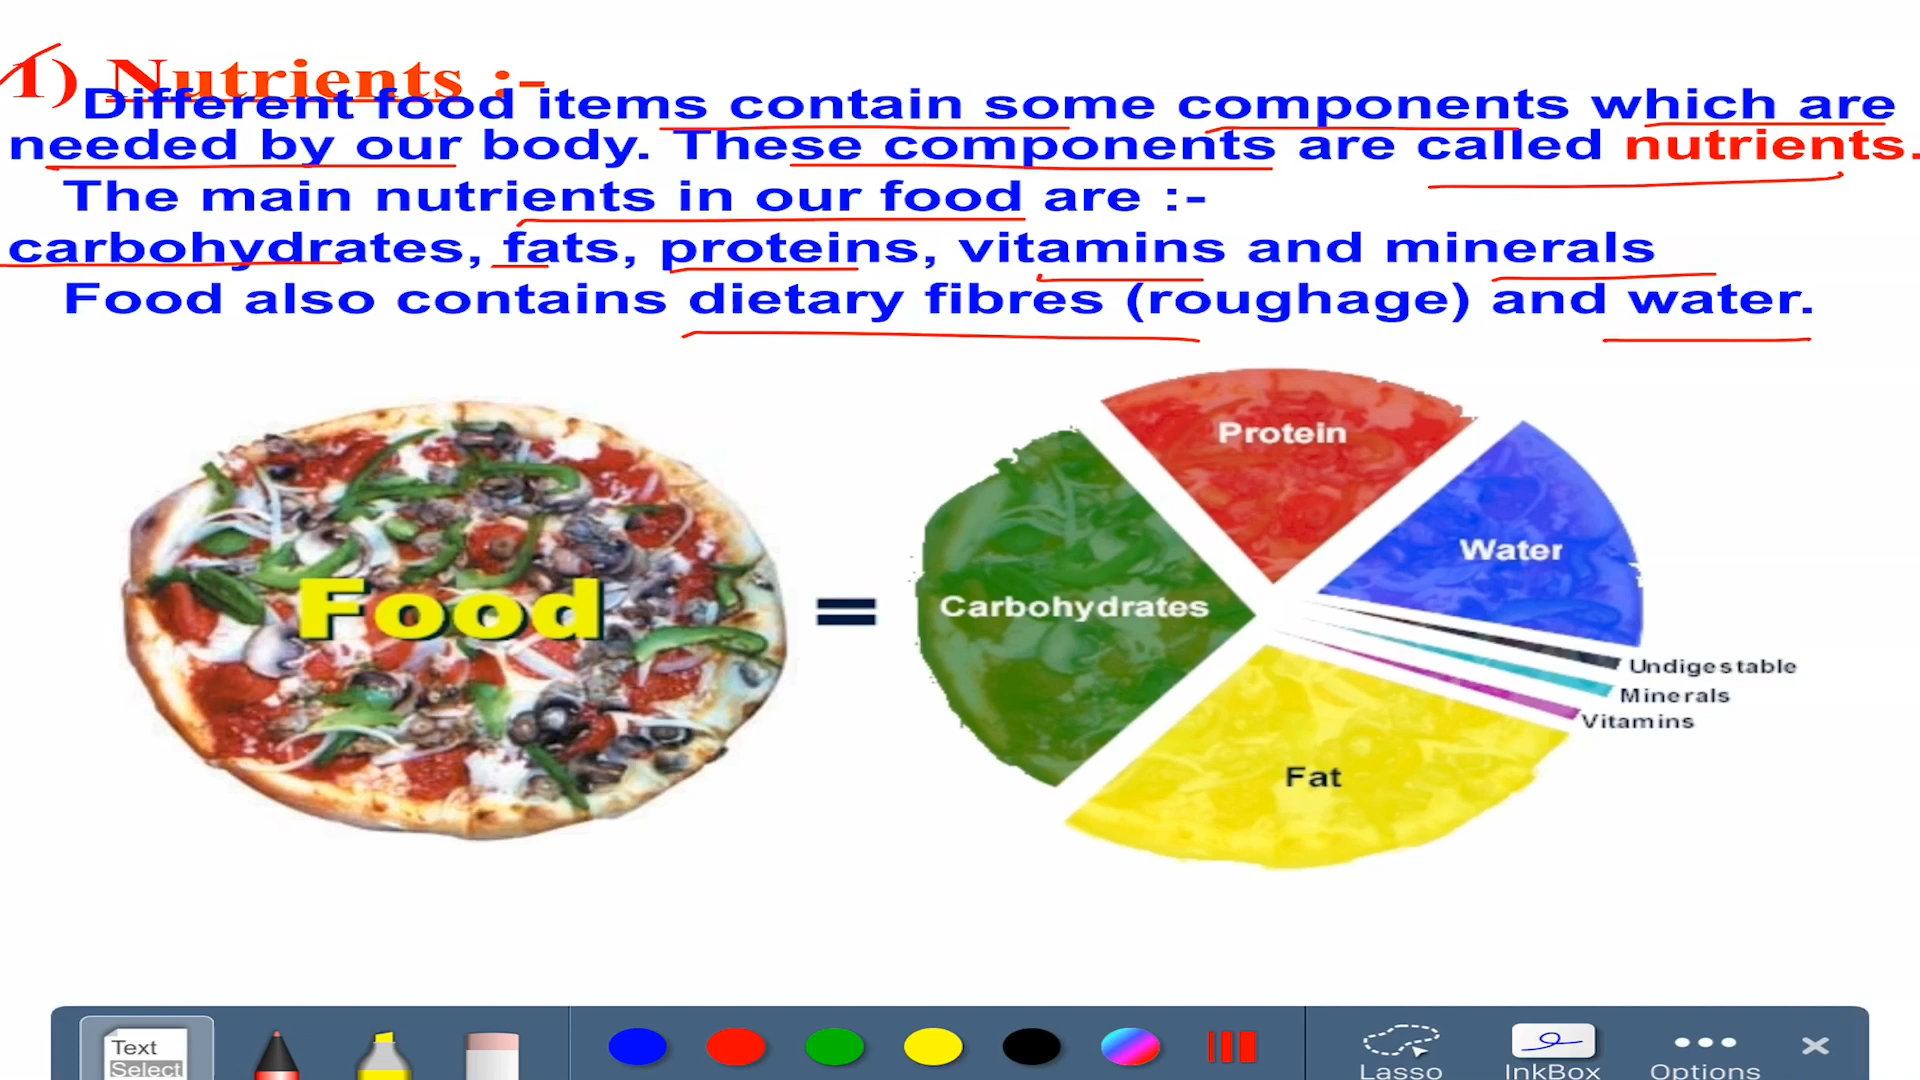 1) Nutrients :-
Different food items contain some components which are
needed by our body. These components are called nutrients.
The main nutrients in our food are :-
carbohydrates, fats, proteins, vitamins and minerals
Food also contains dietary fibres (roughage) and water.
Food
=
Protein
Water
Carbohydrates
Undigestable
Minerals
Vitamins
Fat
Text
Select
Lasso
InkBox
Options